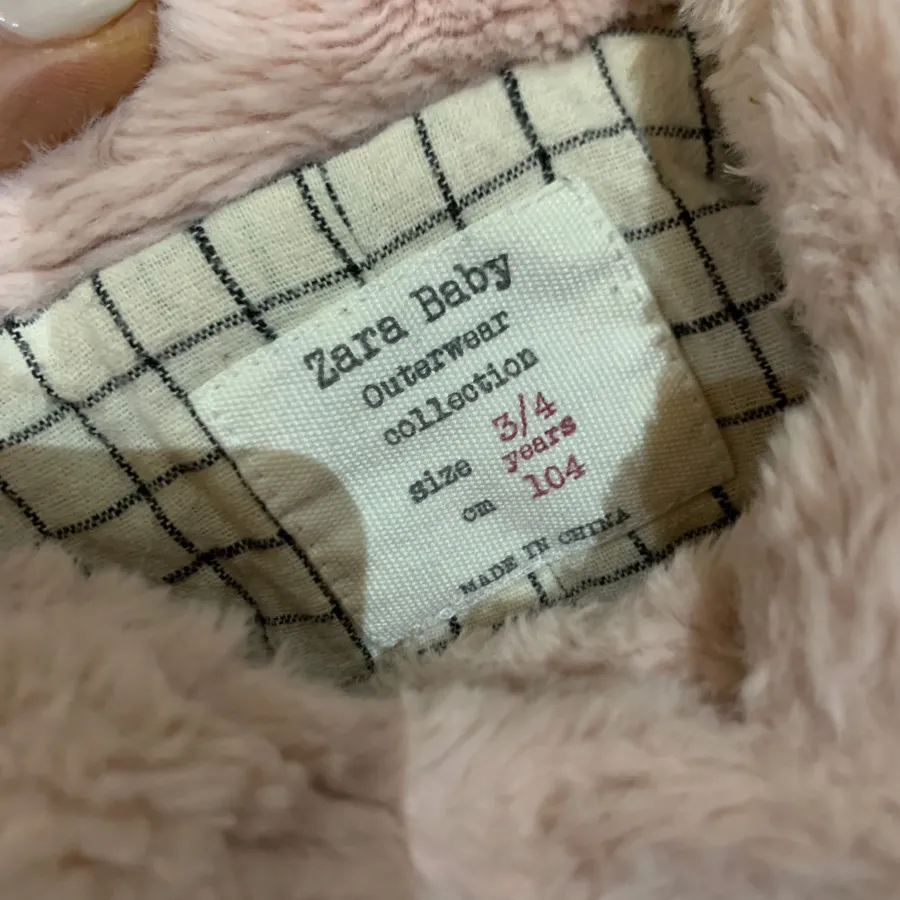 Zara Baby
Outerwear
collection
size 3/4
years
cm 104
MADE IN CHINA